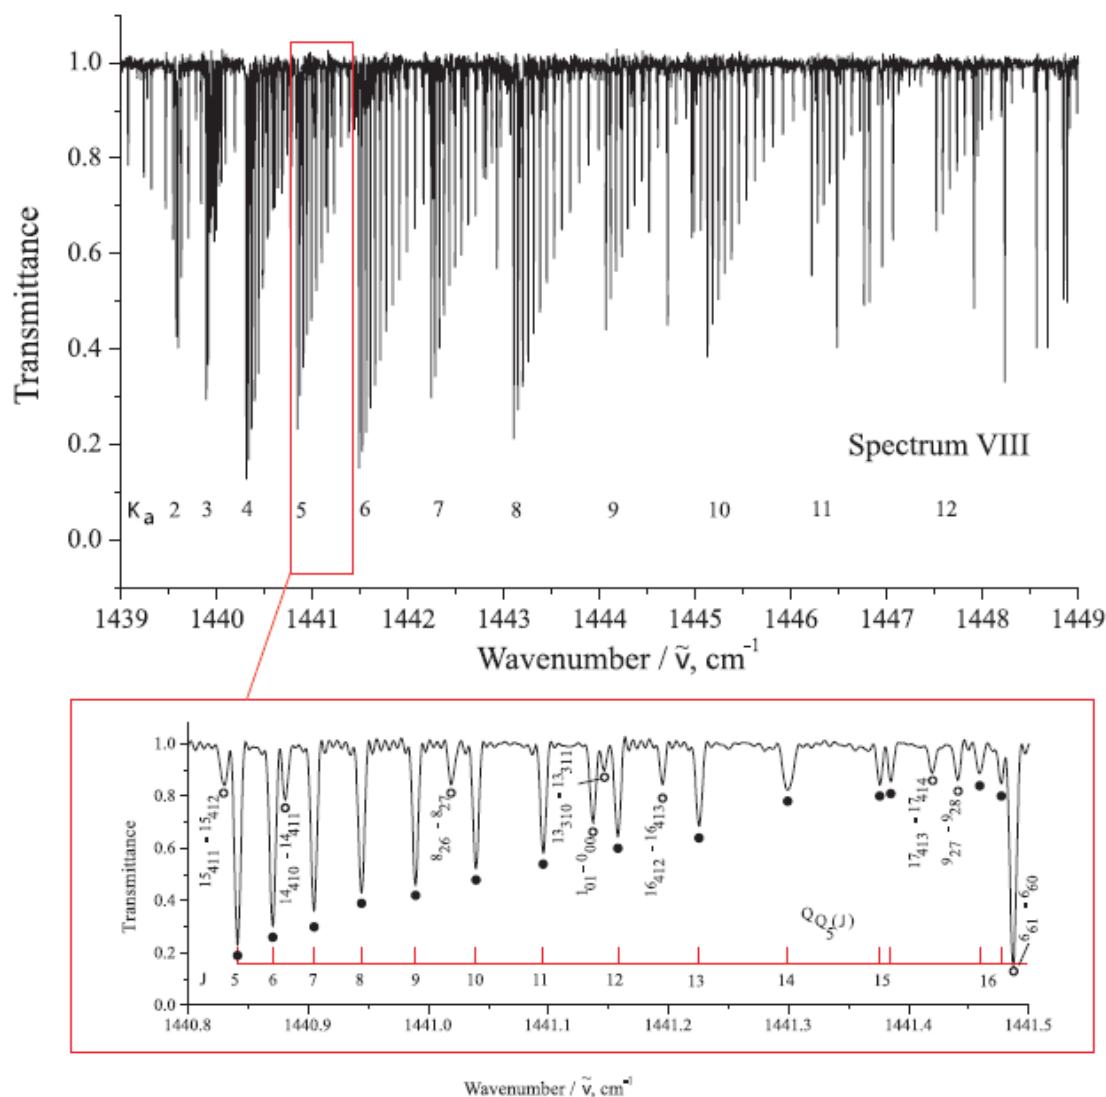 1.0
0.8
0.6
0.4
0.2
0.0
Transmittance
Spectrum VIII
Ka 2 3 4 5 6 7 8 9 10 11 12
1439 1440 1441 1442 1443 1444 1445 1446 1447 1448 1449
Wavenumber / ṽ, cm⁻¹
1.0
0.8
0.6
0.4
0.2
0.0
Transmittance
15₄₁₁ - 15₄₁₂
14₄₁₀ - 14₄₁₁
8₂₆ - 8₂₇
13₃₁₀ - 13₃₁₁
1₀₁ - 0₀₀
16₄₁₂ - 16₄₁₃
17₄₁₃ - 17₄₁₄
9₂₇ - 9₂₈
6₆₁ - 6₆₀
QQ₅(J)
J 5 6 7 8 9 10 11 12 13 14 15 16
1440.8 1440.9 1441.0 1441.1 1441.2 1441.3 1441.4 1441.5
Wavenumber / ṽ, cm⁻¹